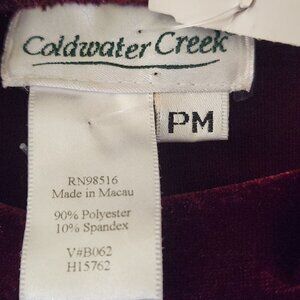 Coldwater Creek
PM
RN98516
Made in Macau
90% Polyester
10% Spandex
V#B062
H15762